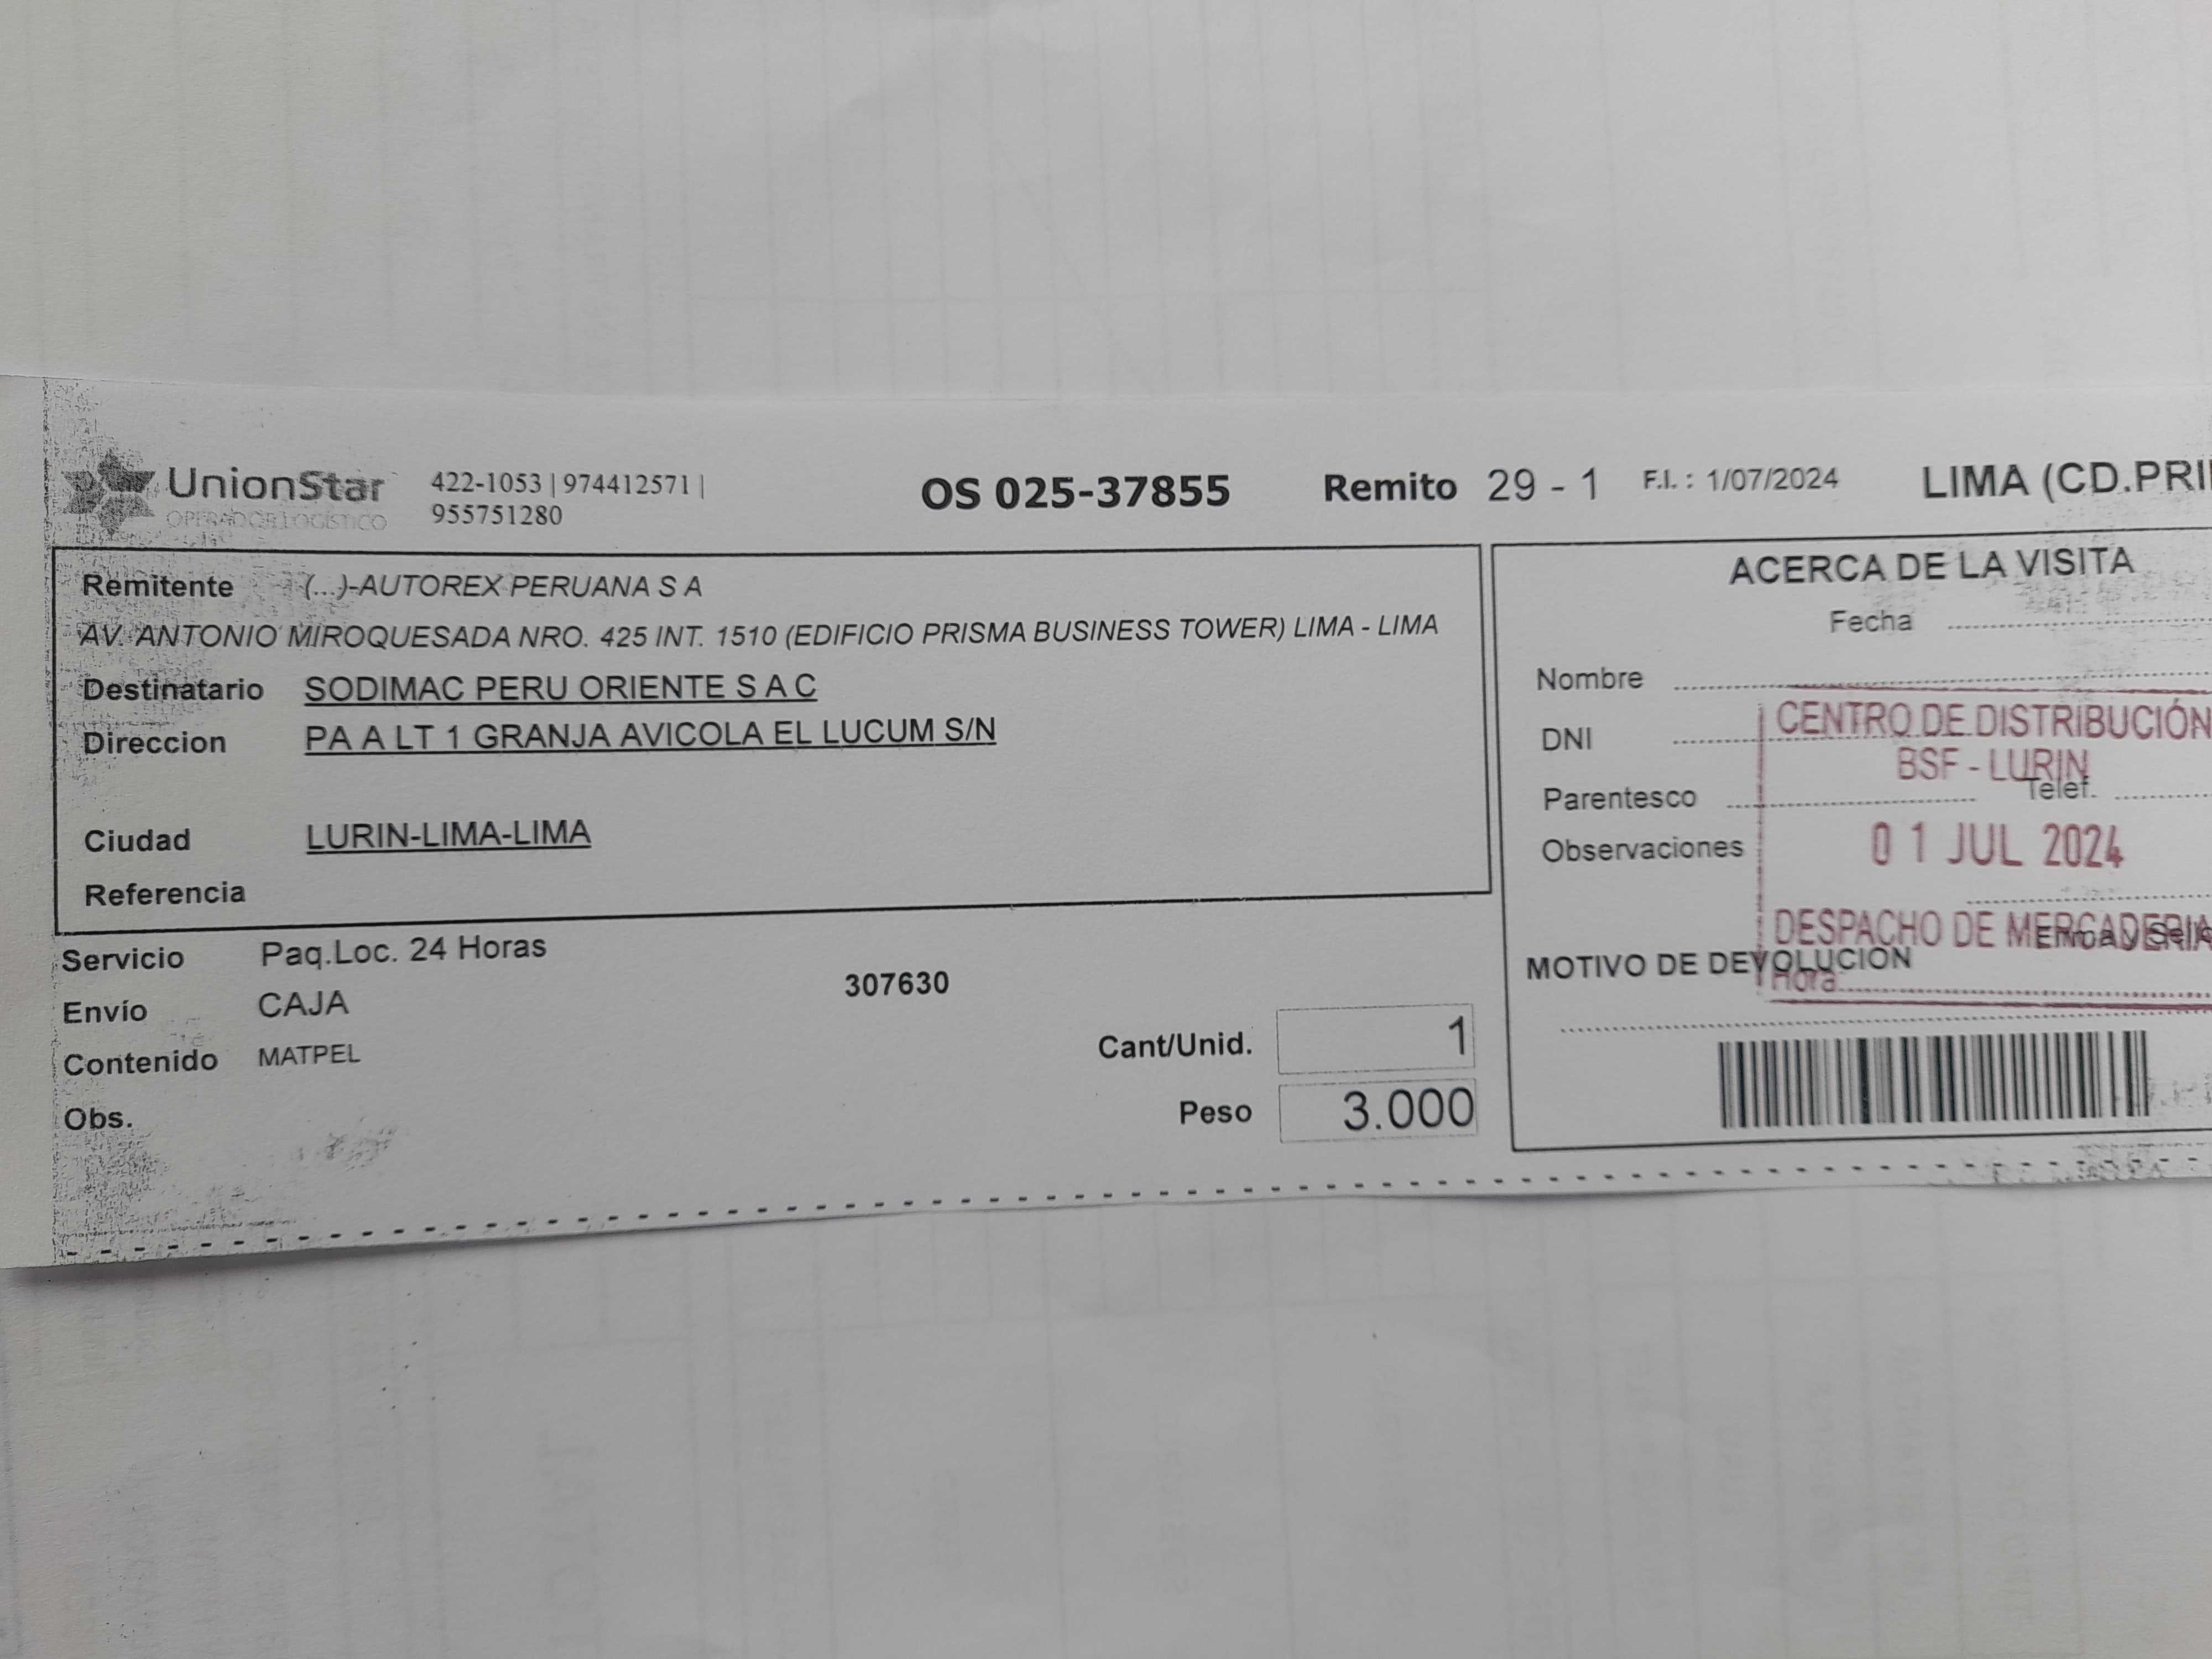 UnionStar
OPERADOR LOGÍSTICO
422-1053 | 974412571 |
955751280
OS 025-37855
Remito 29 - 1
F.I. : 1/07/2024
LIMA (CD.PRI
Remitente (...)-AUTOREX PERUANA S A
AV. ANTONIO MIROQUESADA NRO. 425 INT. 1510 (EDIFICIO PRISMA BUSINESS TOWER) LIMA - LIMA
Destinatario SODIMAC PERU ORIENTE S A C
Direccion PA A LT 1 GRANJA AVICOLA EL LUCUM S/N
Ciudad LURIN-LIMA-LIMA
Referencia
Servicio Paq.Loc. 24 Horas
307630
Envío CAJA
Contenido MATPEL
Cant/Unid. 1
Peso 3.000
Obs.
ACERCA DE LA VISITA
Fecha
Nombre
DNI
Parentesco Telef.
Observaciones
Firma y Sello
MOTIVO DE DEVOLUCION
CENTRO DE DISTRIBUCIÓN
BSF - LURIN
01 JUL 2024
DESPACHO DE MERCADERIA
Hora